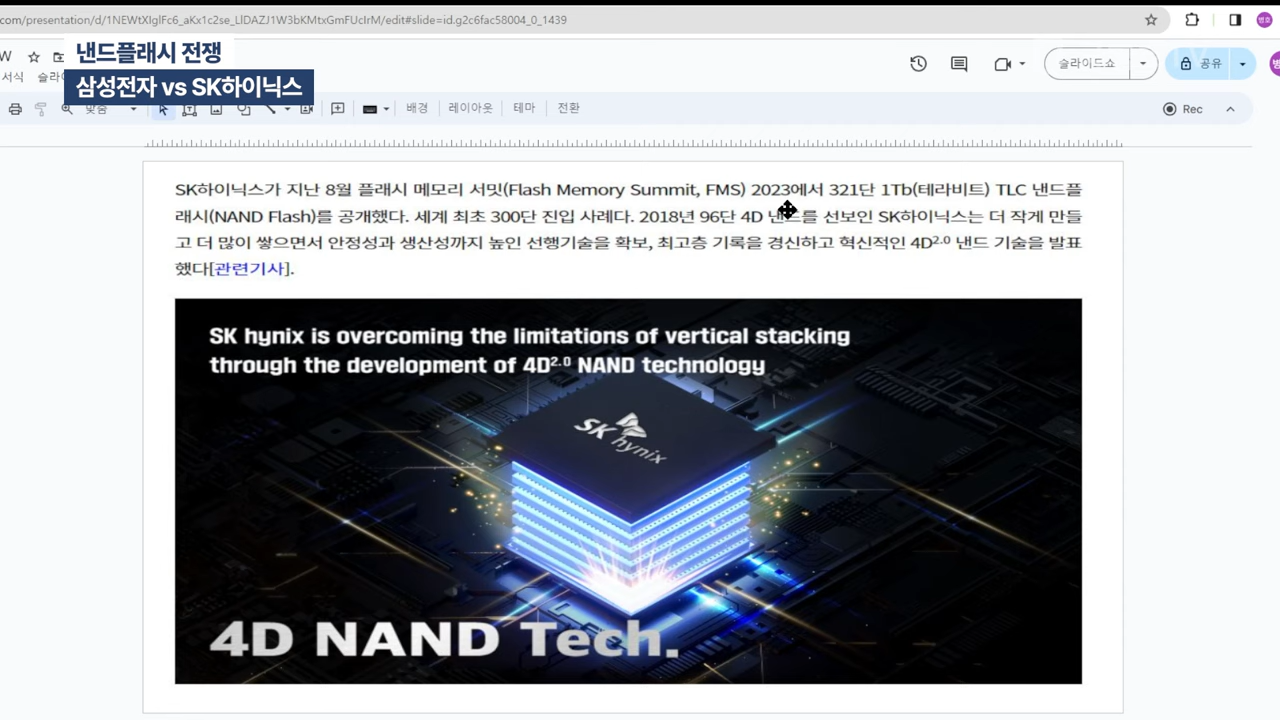 com/presentation/d/1NEWtXIglFc6_aKx1c2se_LlDAZJ1W3bKMtxGmFUcIrM/edit#slide=id.g2c6fac58004_0_1439
낸드플래시 전쟁
삼성전자 vs SK하이닉스
W
서식
슬라이드쇼
공유
맞춤
배경
레이아웃
테마
전환
Rec
SK하이닉스가 지난 8월 플래시 메모리 서밋(Flash Memory Summit, FMS) 2023에서 321단 1Tb(테라비트) TLC 낸드플
래시(NAND Flash)를 공개했다. 세계 최초 300단 진입 사례다. 2018년 96단 4D 낸드를 선보인 SK하이닉스는 더 작게 만들
고 더 많이 쌓으면서 안정성과 생산성까지 높인 선행기술을 확보, 최고층 기록을 경신하고 혁신적인 4D2.0 낸드 기술을 발표
했다[관련기사].
SK hynix is overcoming the limitations of vertical stacking
through the development of 4D2.0 NAND technology
SK hynix
4D NAND Tech.